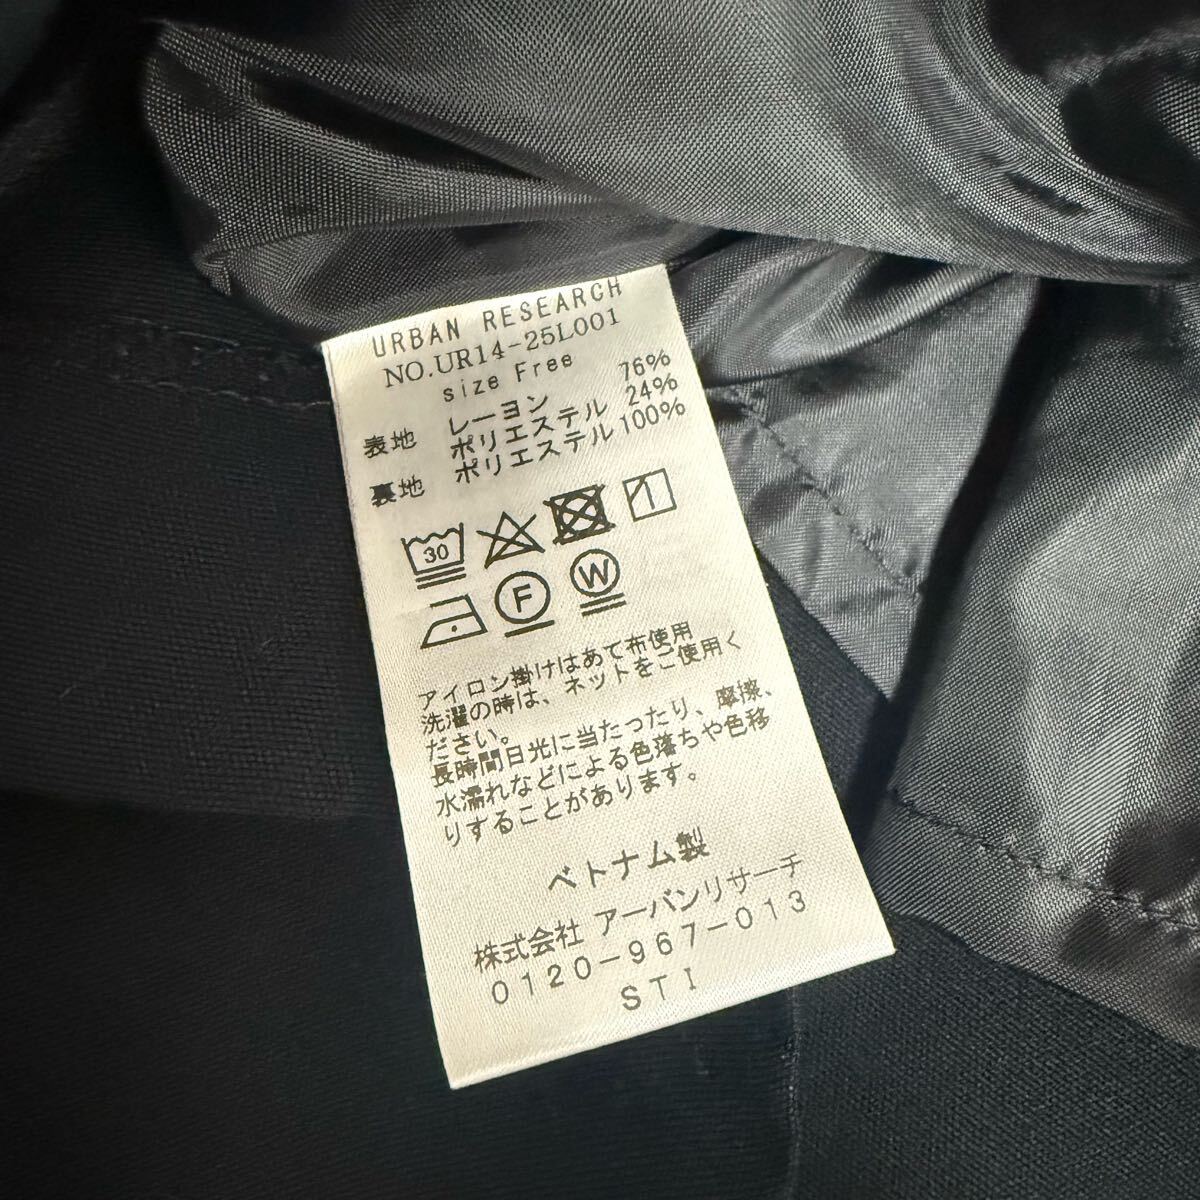 URBAN RESEARCH
NO.UR14-25L001
size Free
表地 レーヨン 76%
ポリエステル 24%
裏地 ポリエステル 100%
30
F W
アイロン掛けはあて布使用
洗濯の時は、ネットをご使用く
ださい。
長時間日光に当たったり、摩擦、
水濡れなどによる色落ちや色移
りすることがあります。
ベトナム製
株式会社 アーバンリサーチ
0120-967-013
STI